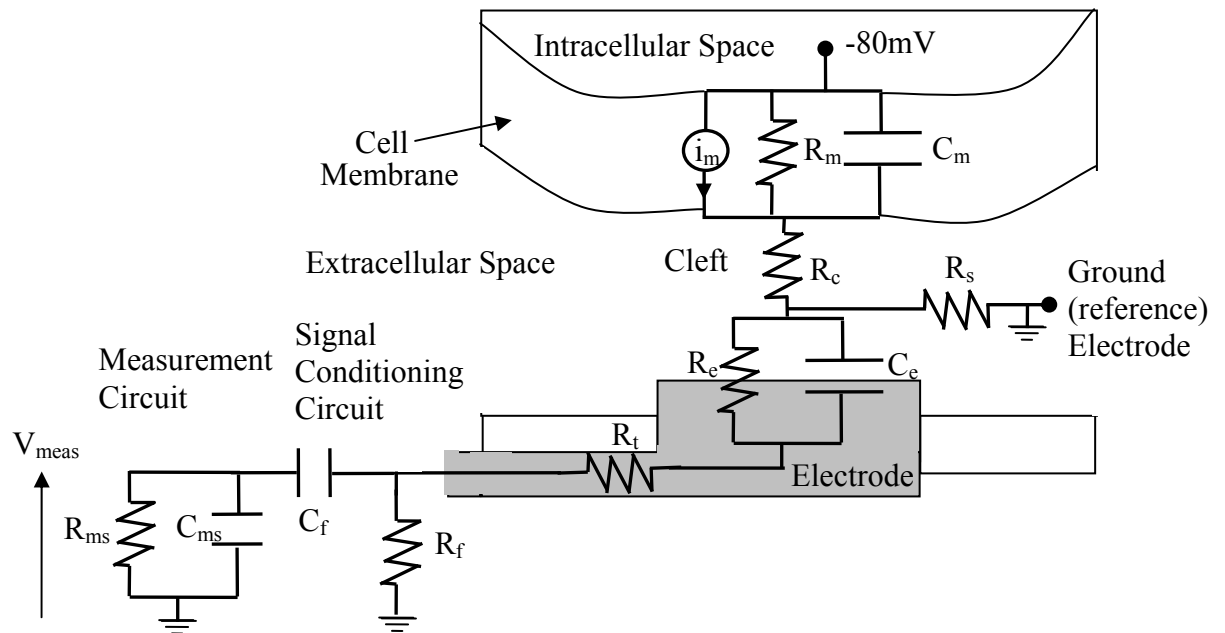 Intracellular Space
-80mV
Cell
Membrane
i_m
R_m
C_m
Extracellular Space
Cleft
R_c
R_s
Ground
(reference)
Electrode
Measurement
Circuit
Signal
Conditioning
Circuit
R_e
C_e
V_meas
R_t
Electrode
R_ms
C_ms
C_f
R_f